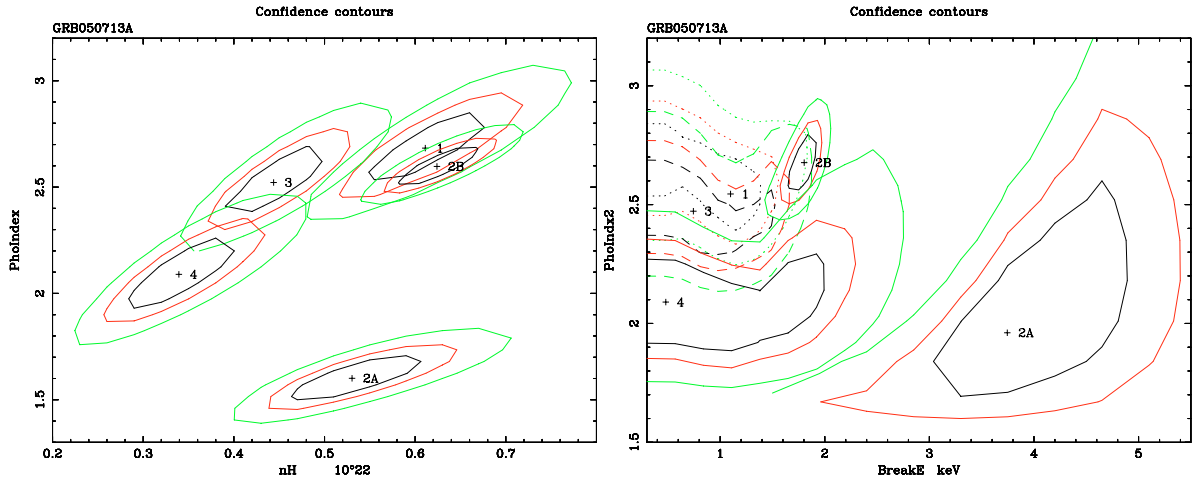 Confidence contours
GRB050713A
PhoIndex
3
2.5
2
1.5
1
2B
3
4
2A
0.2 0.3 0.4 0.5 0.6 0.7
nH 10^22
Confidence contours
GRB050713A
PhoIndx2
3
2.5
2
1.5
2B
1
3
4
2A
1 2 3 4 5
BreakE keV